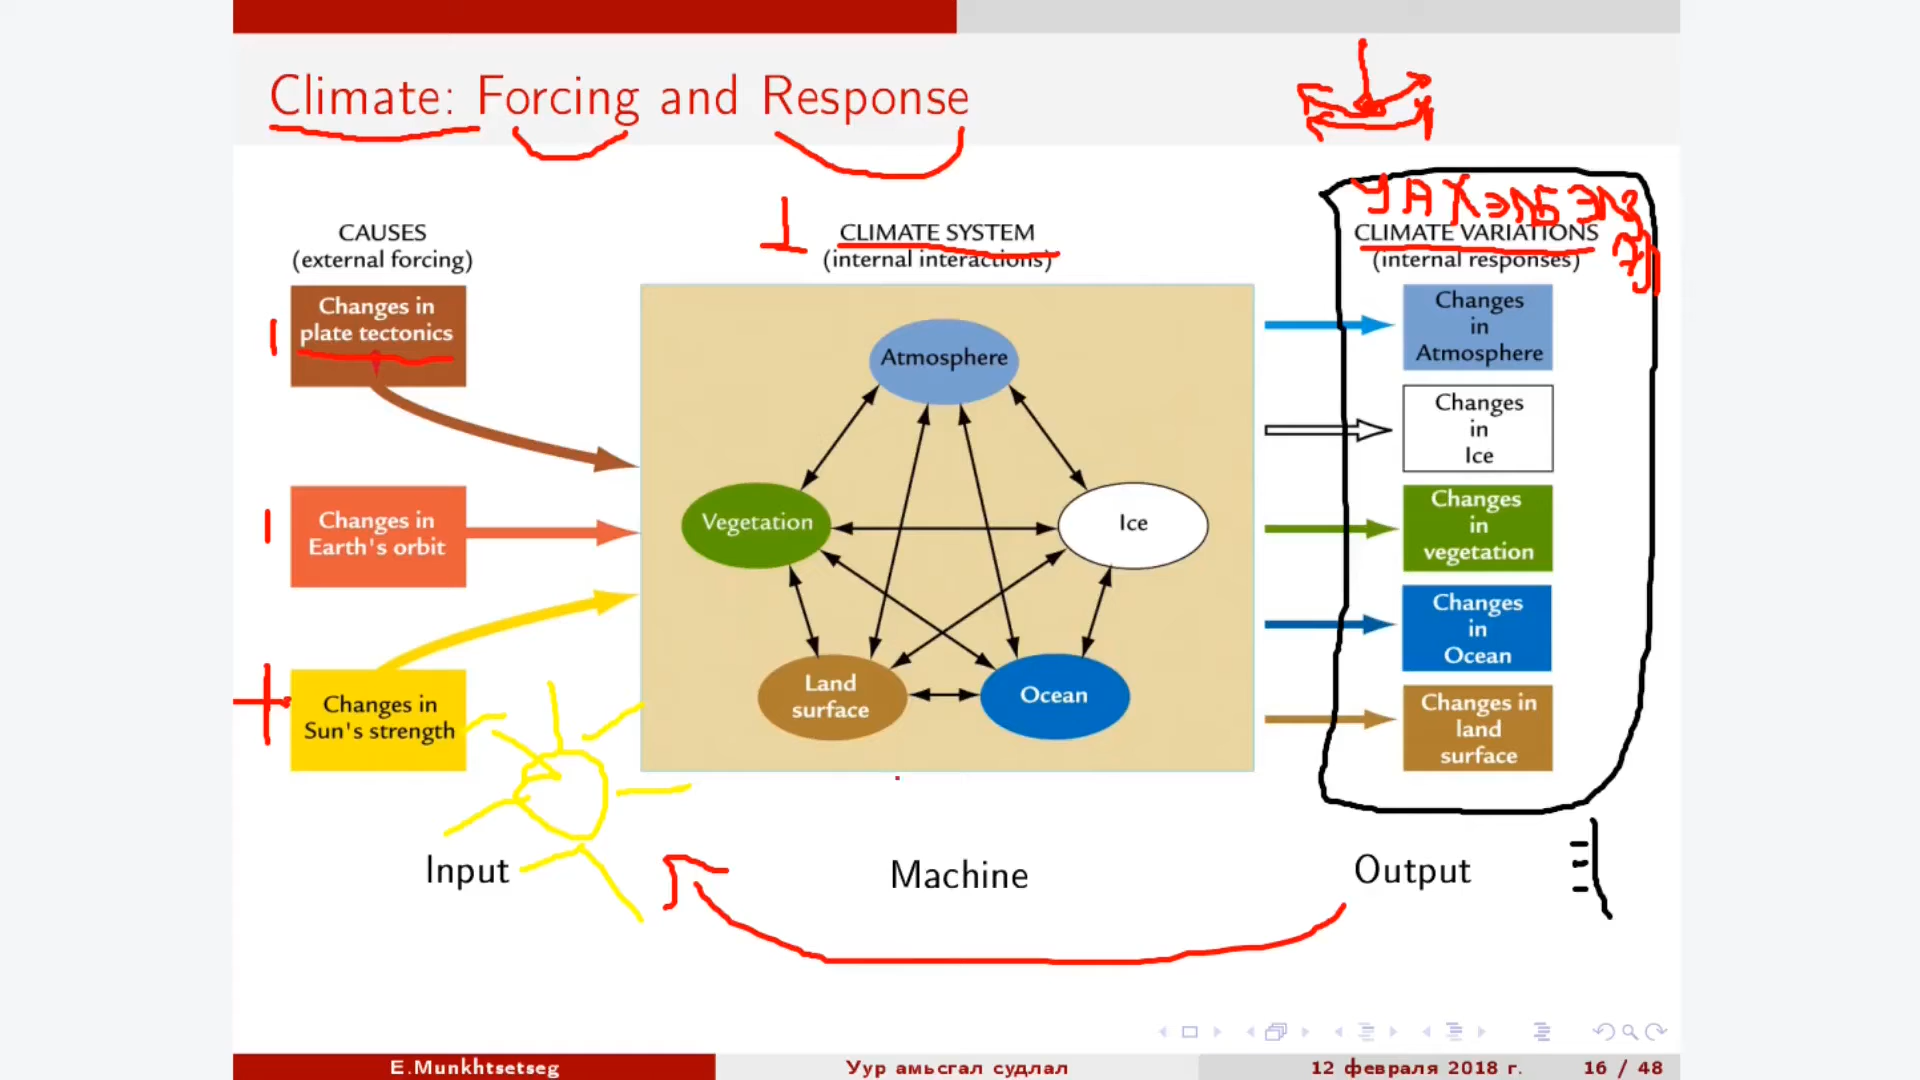 Climate: Forcing and Response
CAUSES
(external forcing)
Changes in
plate tectonics
Changes in
Earth's orbit
Changes in
Sun's strength
CLIMATE SYSTEM
(internal interactions)
Atmosphere
Vegetation
Ice
Land
surface
Ocean
CLIMATE VARIATIONS
(internal responses)
Changes
in
Atmosphere
Changes
in
Ice
Changes
in
vegetation
Changes
in
Ocean
Changes in
land
surface
Input
Machine
Output
E.Munkhtsetseg
Уур амьсгал судлал
12 февраля 2018 г.
16 / 48